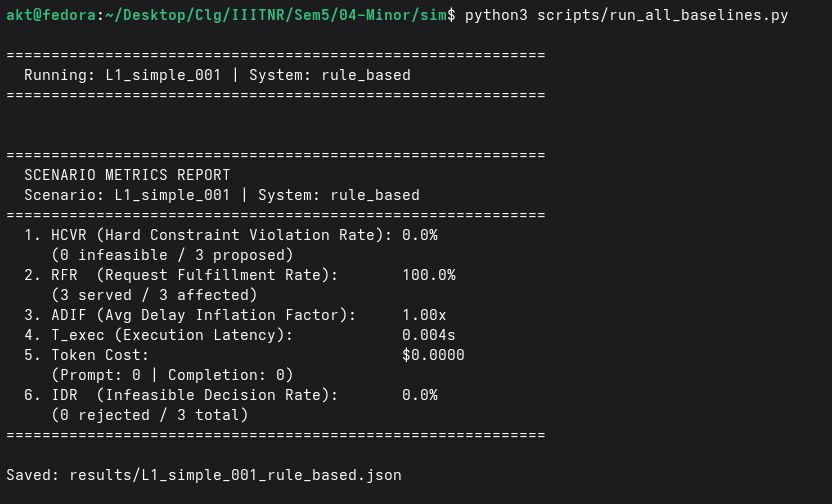 akt@fedora:~/Desktop/Clg/IIITNR/Sem5/04-Minor/sim$ python3 scripts/run_all_baselines.py
============================================================
  Running: L1_simple_001 | System: rule_based
============================================================
============================================================
  SCENARIO METRICS REPORT
  Scenario: L1_simple_001 | System: rule_based
============================================================
  1. HCVR (Hard Constraint Violation Rate): 0.0%
     (0 infeasible / 3 proposed)
  2. RFR  (Request Fulfillment Rate):       100.0%
     (3 served / 3 affected)
  3. ADIF (Avg Delay Inflation Factor):     1.00x
  4. T_exec (Execution Latency):            0.004s
  5. Token Cost:                            $0.0000
     (Prompt: 0 | Completion: 0)
  6. IDR  (Infeasible Decision Rate):       0.0%
     (0 rejected / 3 total)
============================================================
Saved: results/L1_simple_001_rule_based.json